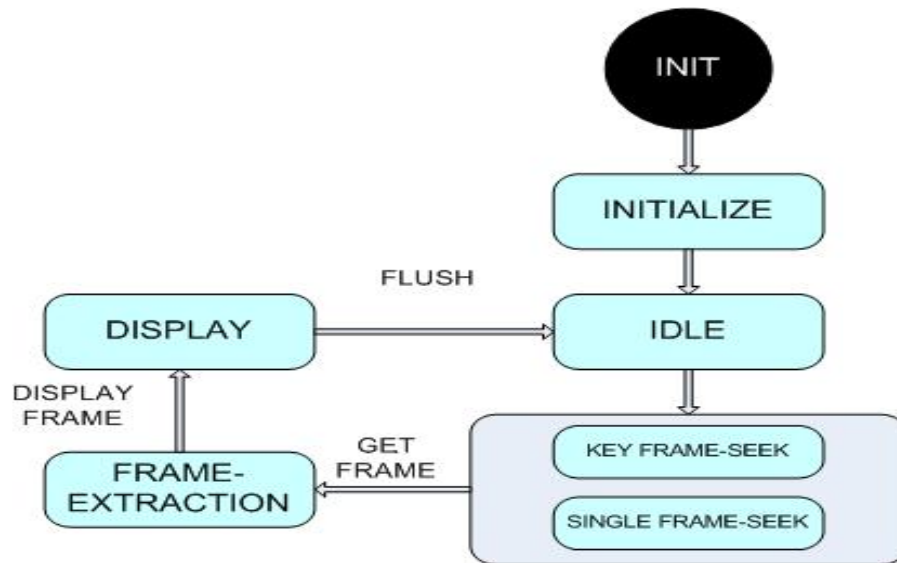 INIT
INITIALIZE
FLUSH
DISPLAY
IDLE
DISPLAY
FRAME
GET
FRAME
FRAME-
EXTRACTION
KEY FRAME-SEEK
SINGLE FRAME-SEEK